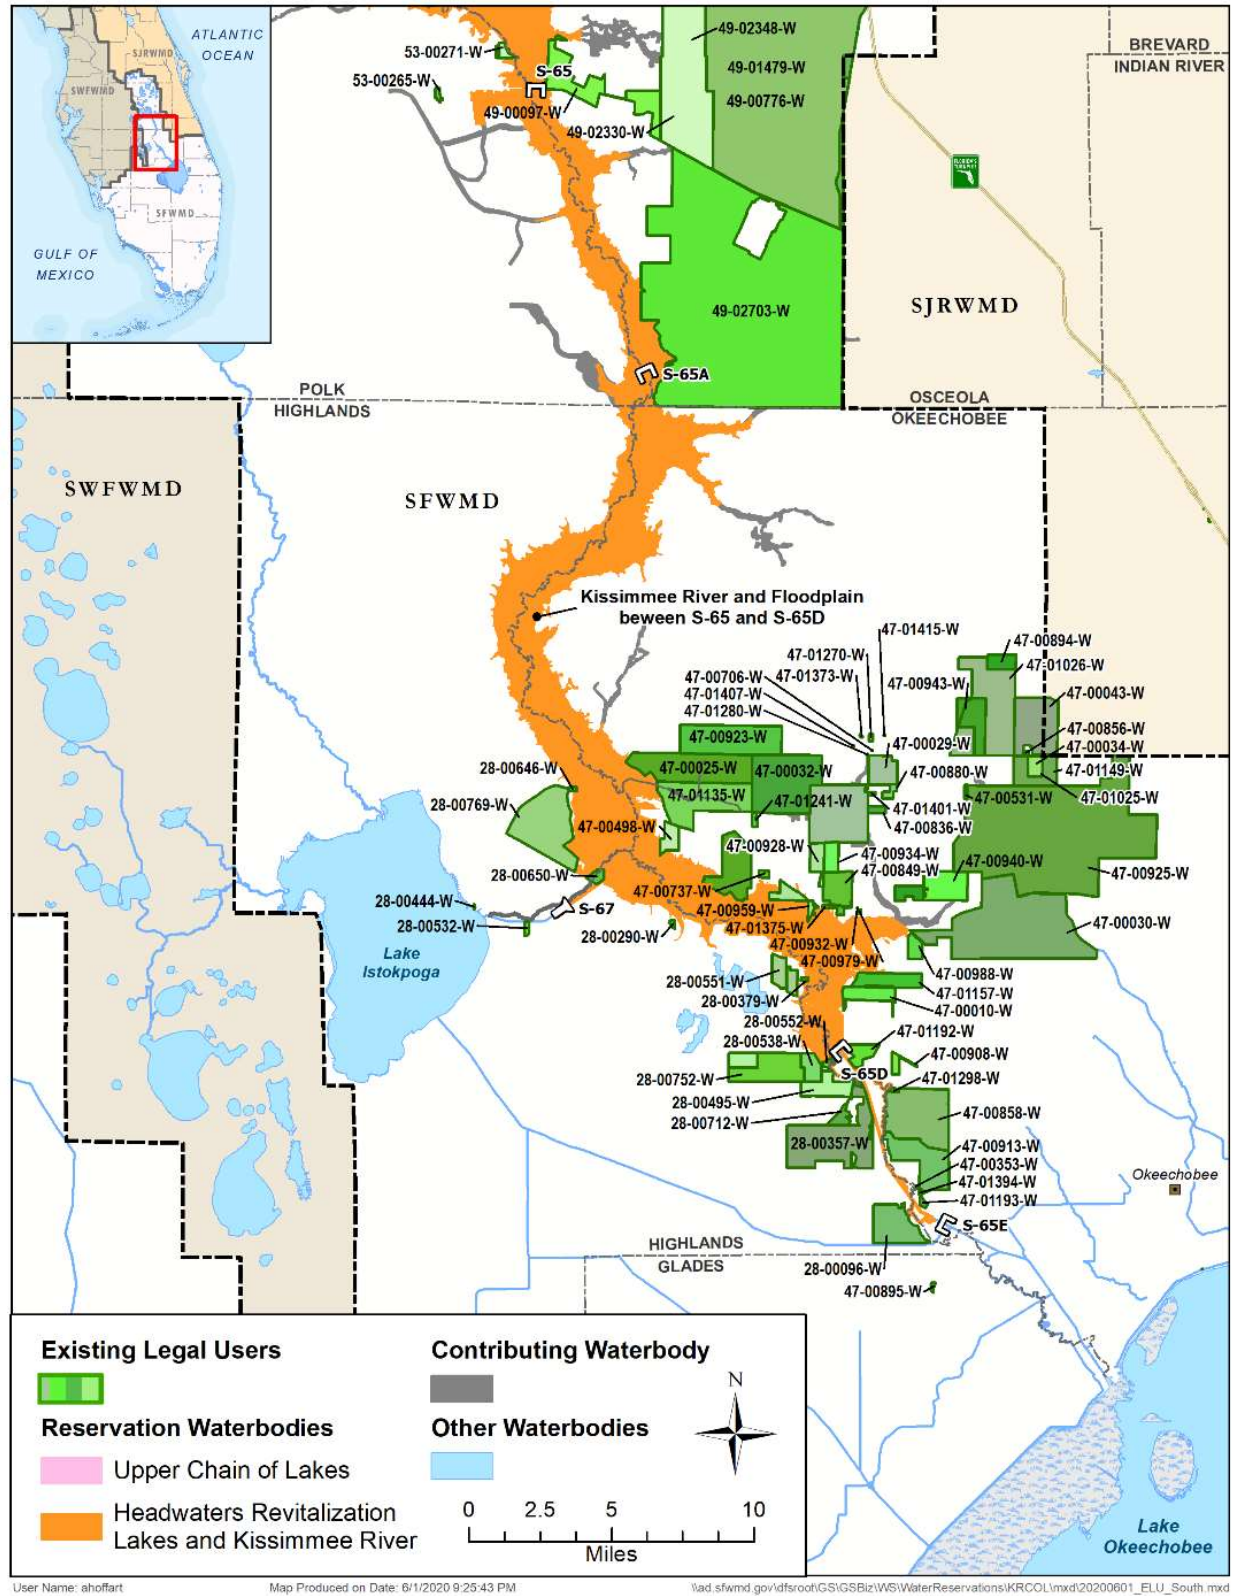 ATLANTIC
OCEAN
SJRWMD
SWFWMD
SFWMD
GULF OF
MEXICO
53-00271-W
S-65
53-00265-W
49-00097-W
49-02330-W
49-02348-W
49-01479-W
49-00776-W
BREVARD
INDIAN RIVER
49-02703-W
SJRWMD
S-65A
POLK
HIGHLANDS
OSCEOLA
OKEECHOBEE
SWFWMD
SFWMD
Kissimmee River and Floodplain
beween S-65 and S-65D
47-01415-W
47-01270-W
47-00706-W
47-01373-W
47-01407-W
47-01280-W
47-00943-W
47-00894-W
47-01026-W
47-00043-W
47-00856-W
47-00034-W
47-01149-W
47-01025-W
47-00923-W
47-00029-W
47-00025-W
47-00032-W
47-00880-W
28-00646-W
47-01135-W
47-01241-W
47-01401-W
47-00531-W
28-00769-W
47-00498-W
47-00836-W
47-00928-W
47-00934-W
47-00849-W
47-00940-W
47-00925-W
28-00650-W
47-00737-W
28-00444-W
S-67
28-00532-W
28-00290-W
47-00959-W
47-01375-W
47-00932-W
47-00979-W
47-00030-W
Lake
Istokpoga
28-00551-W
28-00379-W
47-00988-W
47-01157-W
47-00010-W
28-00552-W
28-00538-W
47-01192-W
47-00908-W
S-65D
28-00752-W
47-01298-W
28-00495-W
28-00712-W
47-00858-W
28-00357-W
47-00913-W
47-00353-W
47-01394-W
47-01193-W
Okeechobee
S-65E
HIGHLANDS
GLADES
28-00096-W
47-00895-W
Existing Legal Users
Contributing Waterbody
Reservation Waterbodies
Other Waterbodies
Upper Chain of Lakes
Headwaters Revitalization
Lakes and Kissimmee River
N
0 2.5 5 10
Miles
Lake
Okeechobee
User Name: ahoffart
Map Produced on Date: 6/1/2020 9:25:43 PM
\\ad.sfwmd.gov\dfsroot\GS\GSBiz\WS\WaterReservations\KRCOL\mxd\20200601_ELU_South.mxd